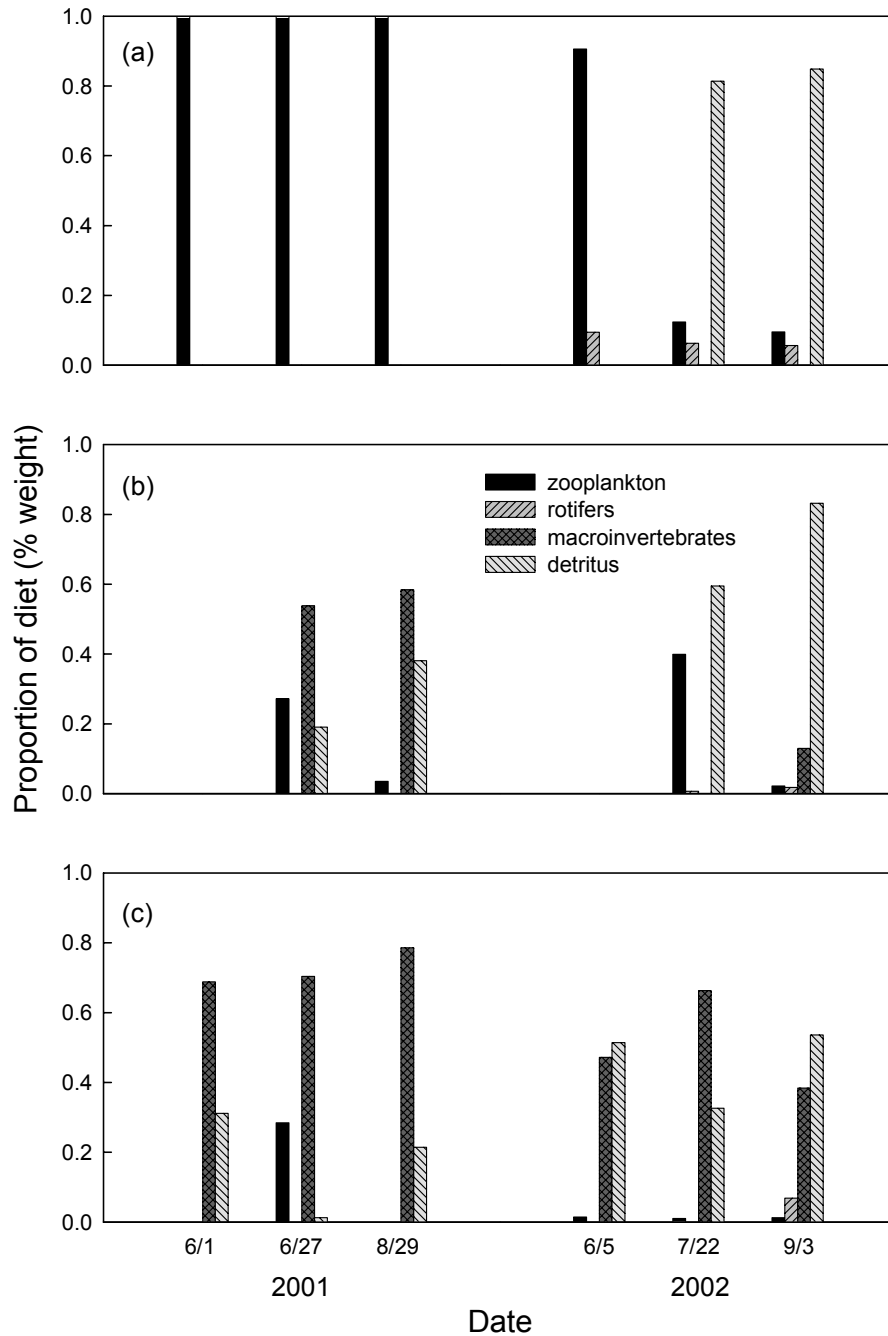 1.0
(a)
0.8
0.6
0.4
0.2
0.0
Proportion of diet (% weight)
1.0
(b)
zooplankton
rotifers
macroinvertebrates
detritus
0.8
0.6
0.4
0.2
0.0
1.0
(c)
0.8
0.6
0.4
0.2
0.0
6/1 6/27 8/29 6/5 7/22 9/3
2001 2002
Date